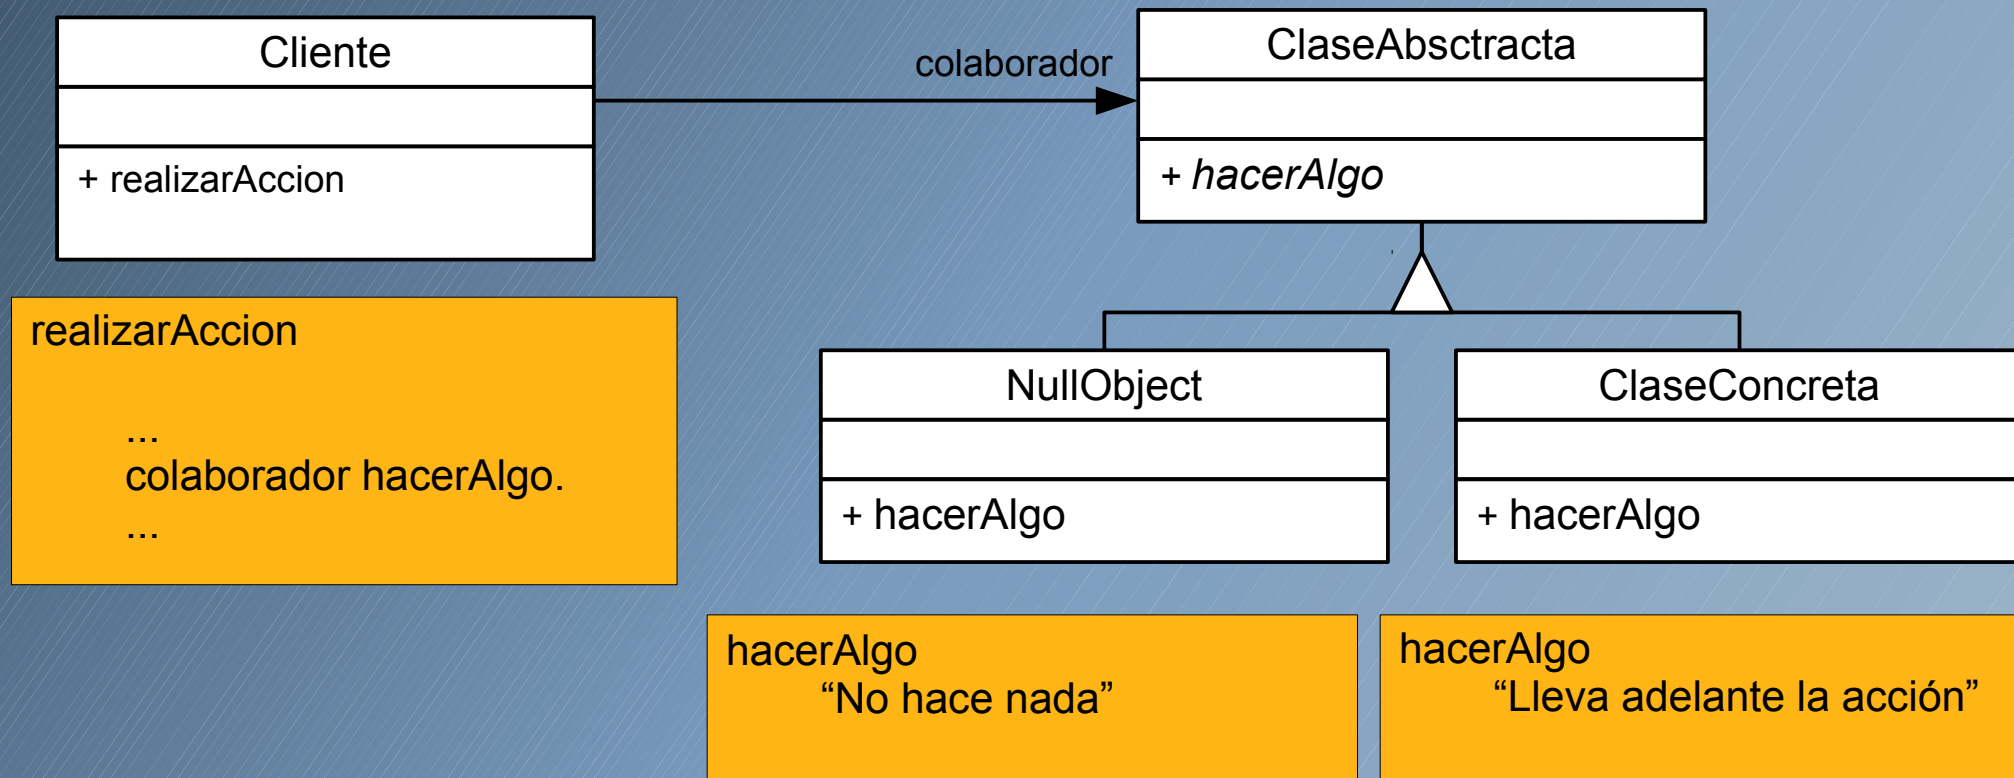 Cliente
+ realizarAccion
colaborador
ClaseAbsctracta
+ hacerAlgo
realizarAccion
...
colaborador hacerAlgo.
...
NullObject
+ hacerAlgo
ClaseConcreta
+ hacerAlgo
hacerAlgo
“No hace nada”
hacerAlgo
“Lleva adelante la acción”